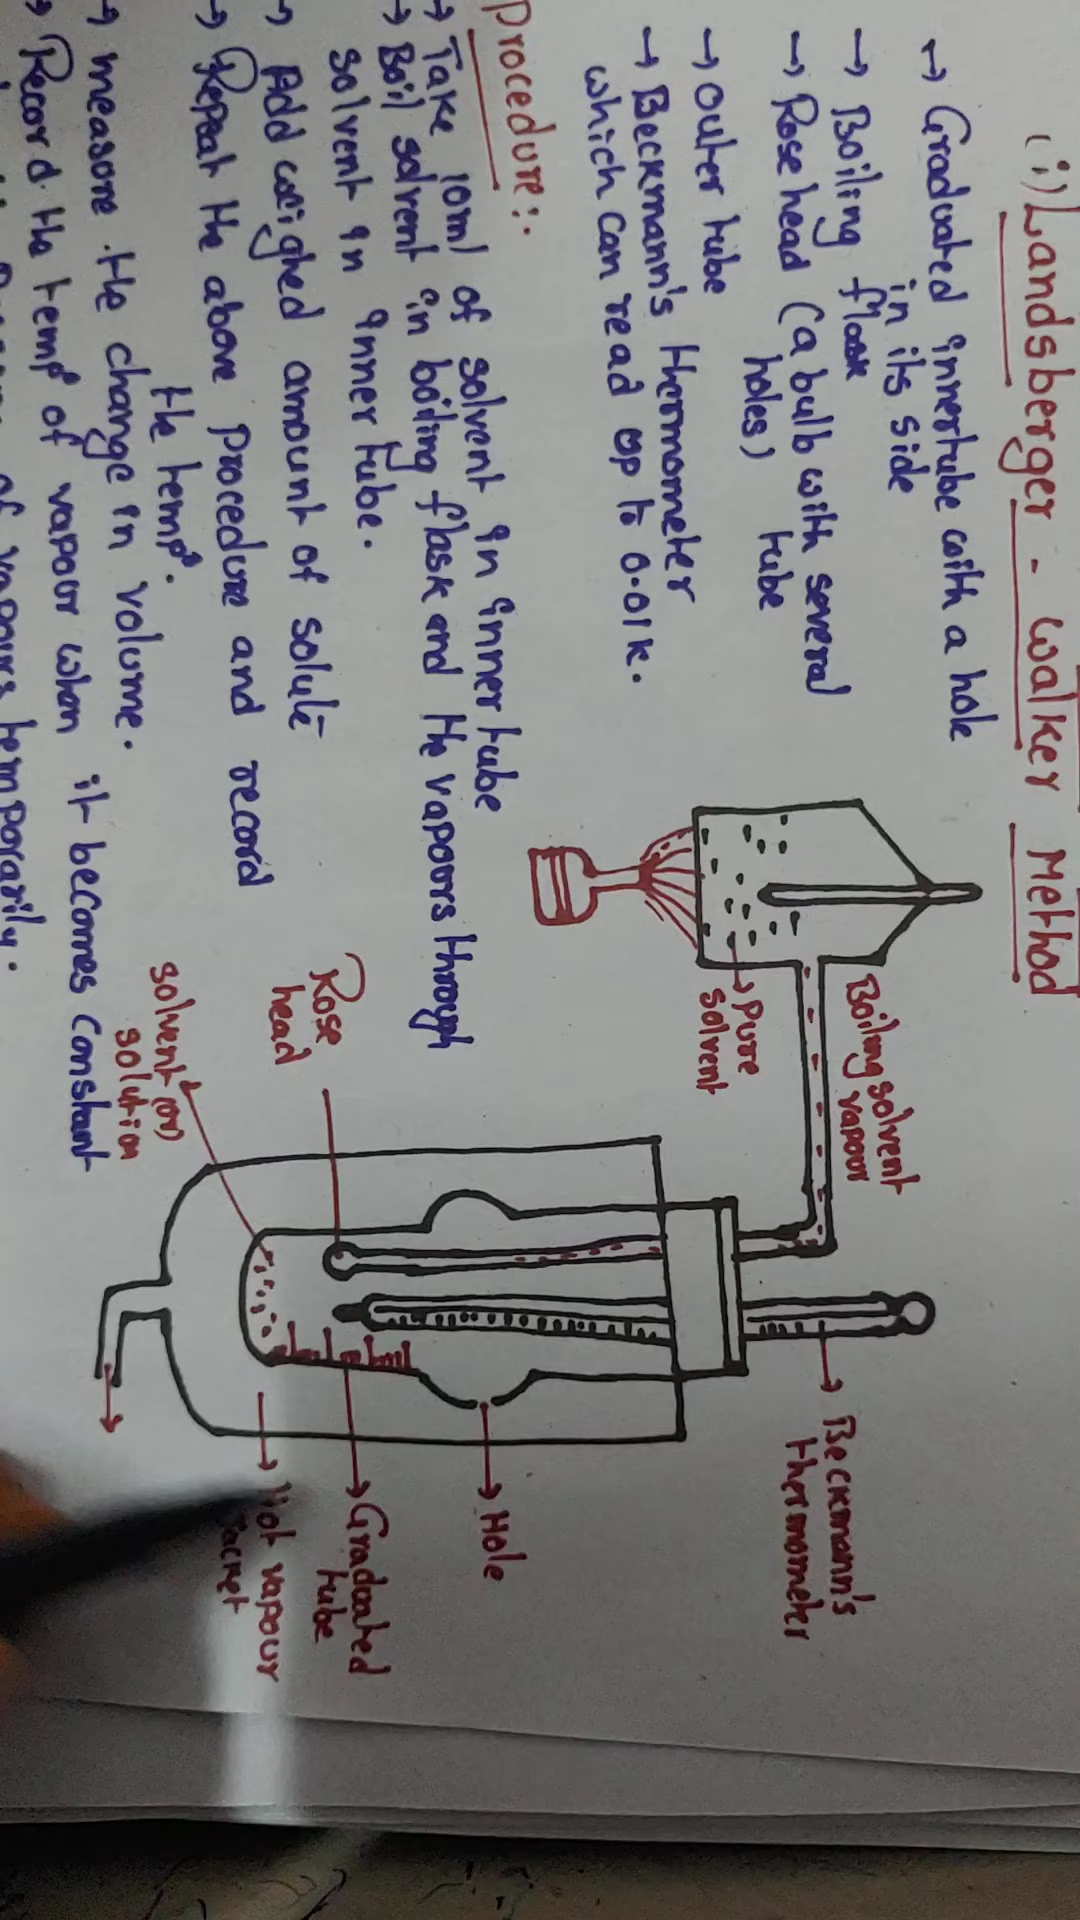 (i) Landsberger - walker Method
→ Graduated innertube with a hole
in its side
→ Boiling flask
→ Rose head (a bulb with several
holes) tube
→ outer tube
→ Beckmann's thermometer
which can read up to 0.01K.
Procedure:-
→ Take 10ml of solvent in inner tube
→ Boil solvent in boiling flask and the vapours through
solvent in inner tube.
→ Add weighed amount of solute
→ Repeat the above procedure and record
the temp.
→ measure the change in volume.
→ Record the temp of vapour when it becomes constant
of vapours temporarily.
Boiling solvent
vapour
→ Pure
solvent
Rose
head
solvent (or)
solution
Beckmann's
thermometer
Hole
Graduated
tube
Hot vapour